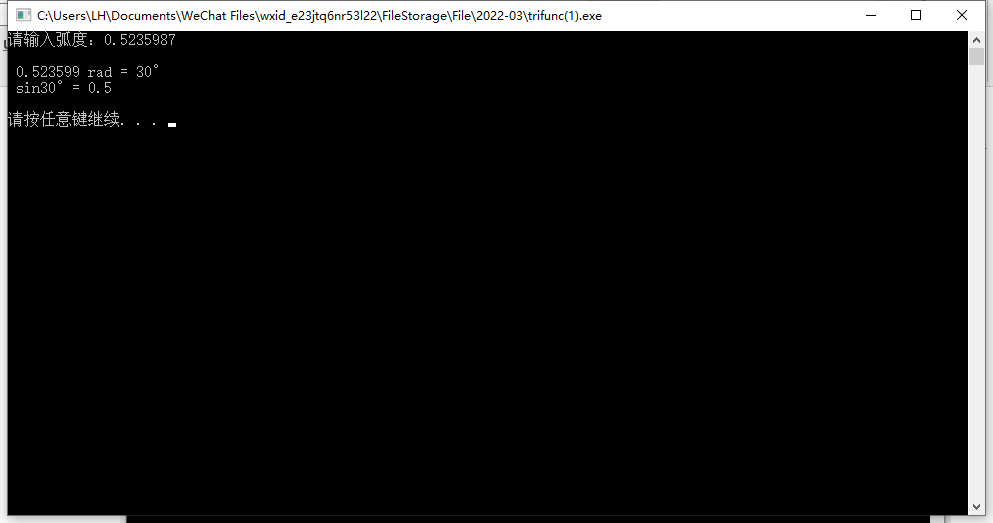 C:\Users\LH\Documents\WeChat Files\wxid_e23jtq6nr53l22\FileStorage\File\2022-03\trifunc(1).exe
请输入弧度：0.5235987
0.523599 rad = 30°
sin30° = 0.5
请按任意键继续. . .